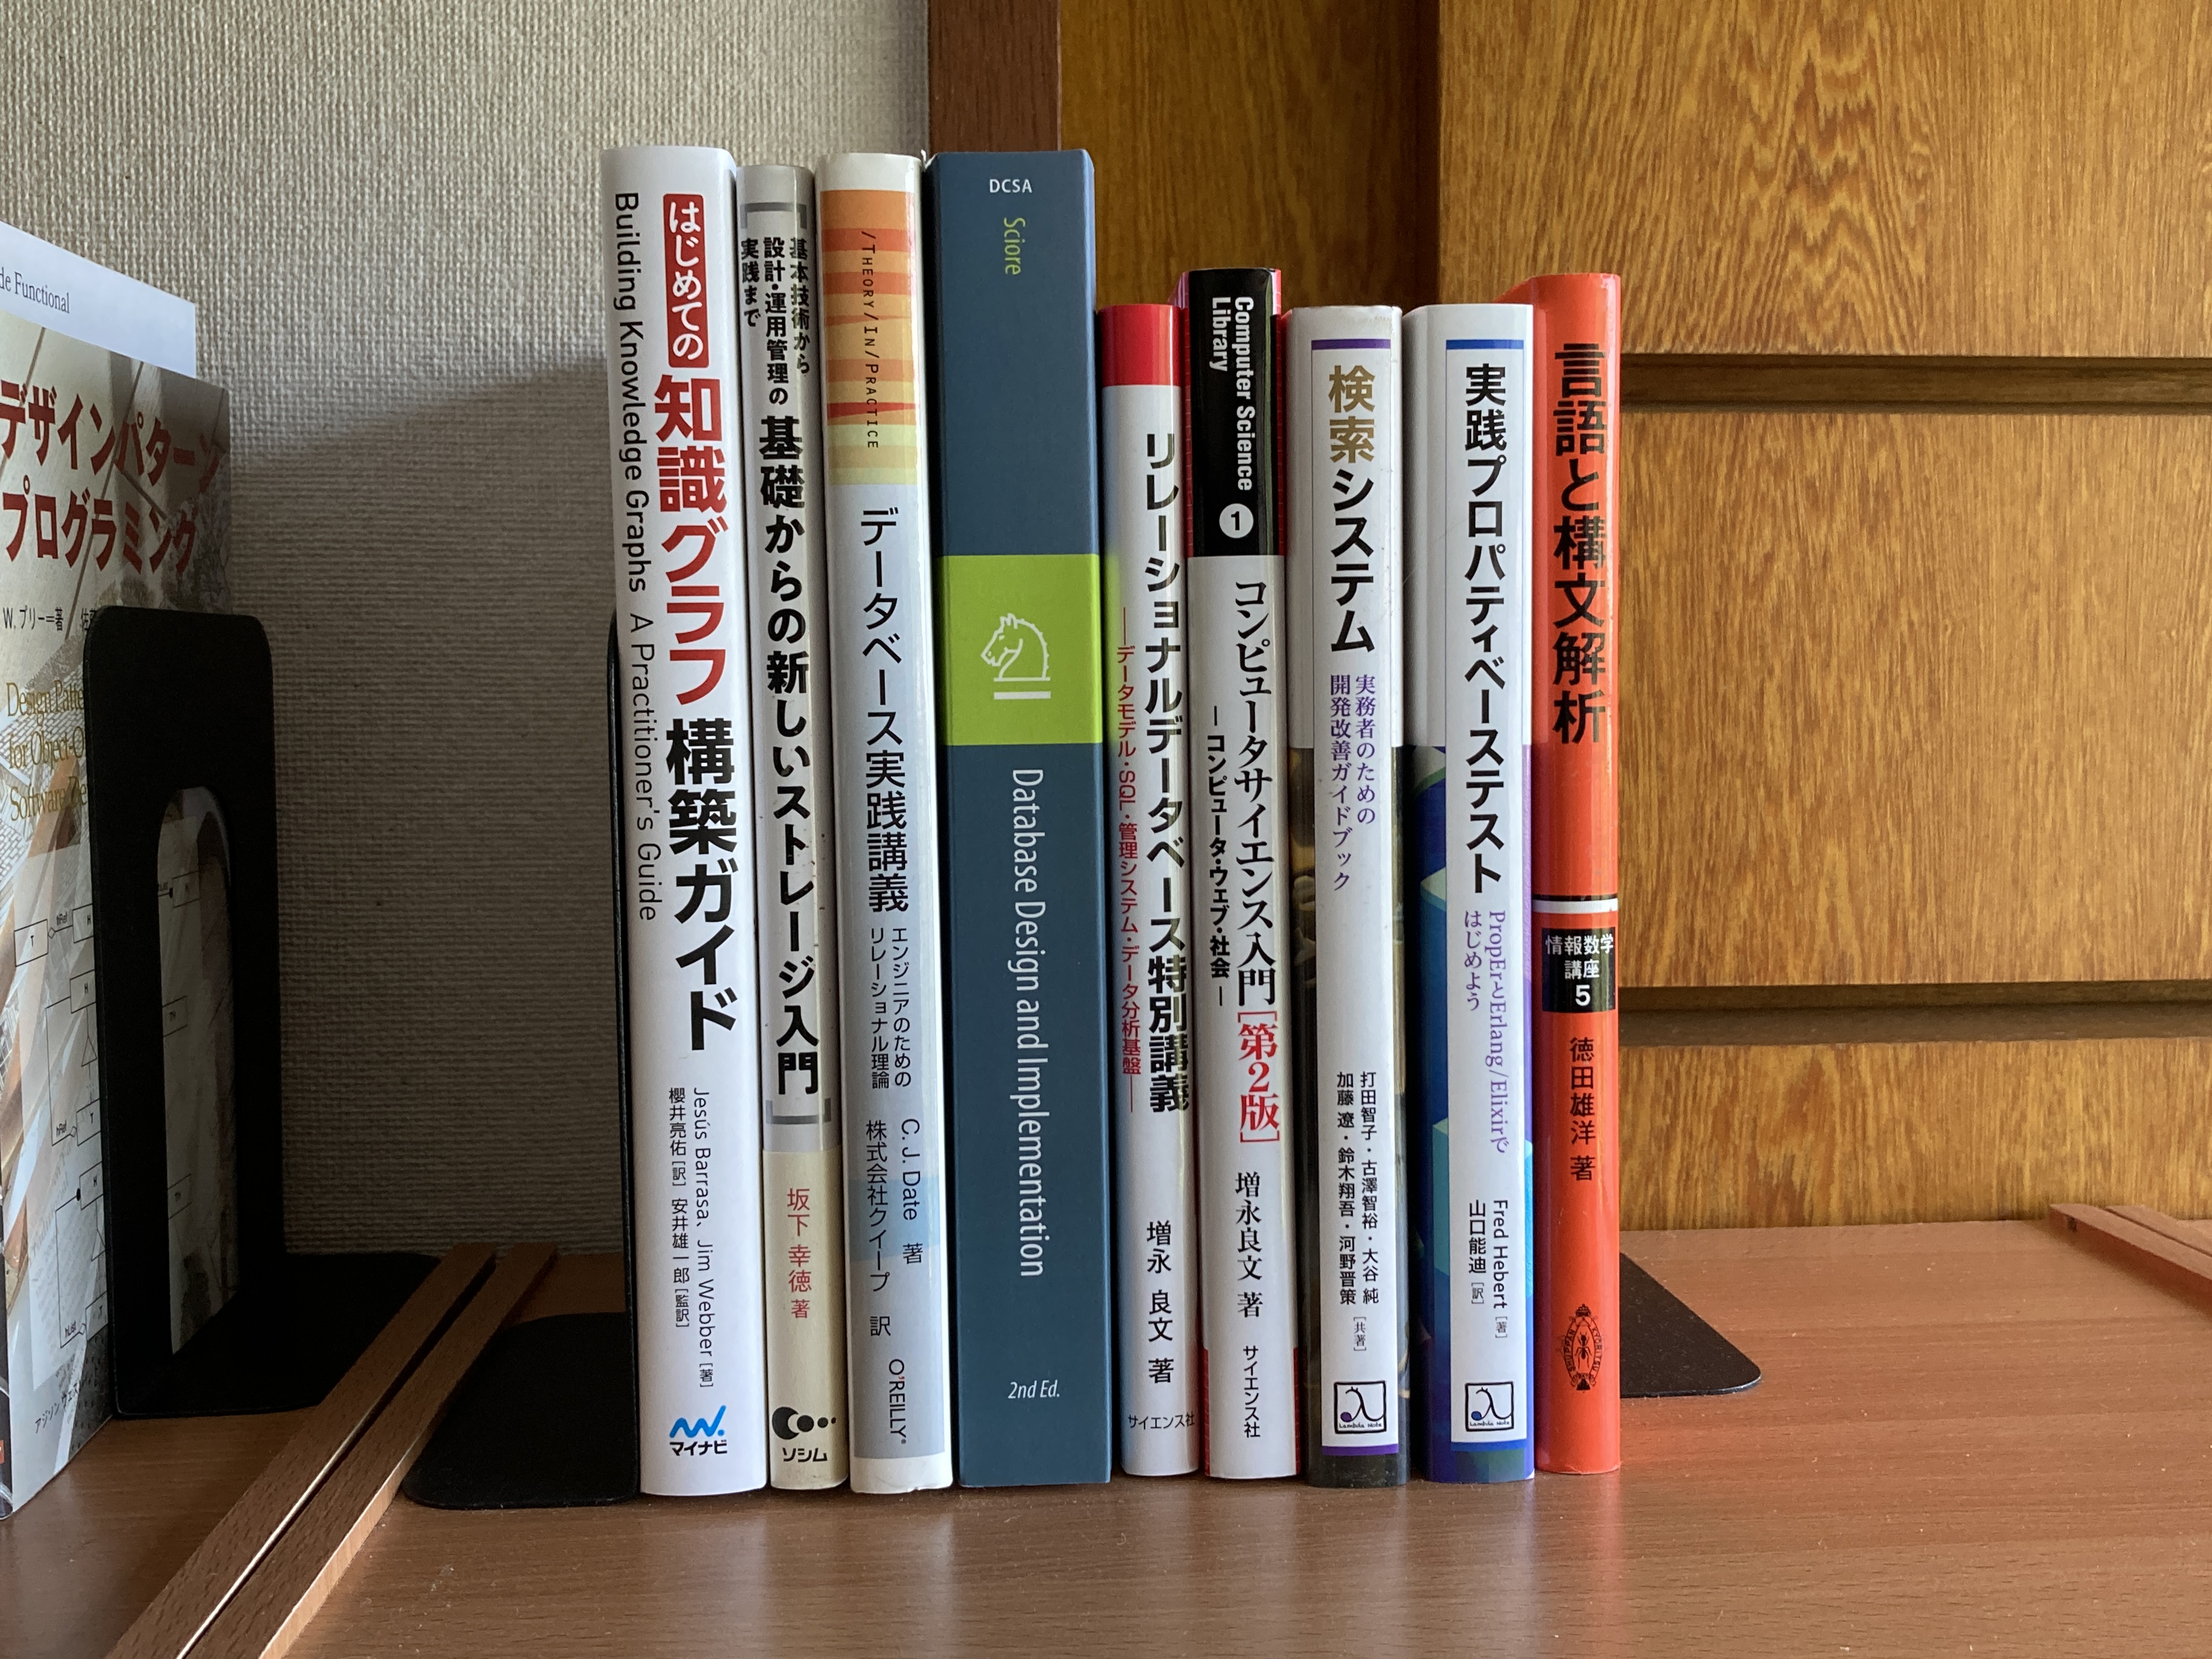 de Functional
デザインパターン
プログラミング
W. プリー＝著
Design Patte
for Object-O
Software De
はじめての
知識グラフ
構築ガイド
Building Knowledge Graphs A Practitioner's Guide
Jesús Barrasa、Jim Webber［著］
櫻井亮佑［訳］安井雄一郎［監訳］
マイナビ
基本技術から
設計・運用管理の
実践まで
基礎からの新しいストレージ入門
坂下 幸徳 著
ソシム
/THEORY/IN/PRACTICE
データベース実践講義
エンジニアのための
リレーショナル理論
C. J. Date 著
株式会社クイープ 訳
O'REILLY®
DCSA
Sciore
Database Design and Implementation
2nd Ed.
リレーショナルデータベース特別講義
―データモデル・SQL・管理システム・データ分析基盤―
増永 良文 著
サイエンス社
Computer Science
Library
1
コンピュータサイエンス入門［第2版］
―コンピュータ・ウェブ・社会―
増永良文 著
サイエンス社
検索システム
実務者のための
開発改善ガイドブック
打田智子・古澤智裕・大谷 純
加藤 遼・鈴木翔吾・河野晋策
［共著］
Lambda Note
実践プロパティベーステスト
PropErとErlang/Elixirで
はじめよう
Fred Hebert［著］
山口能迪［訳］
Lambda Note
言語と構文解析
情報数学
講座
5
徳田雄洋 著